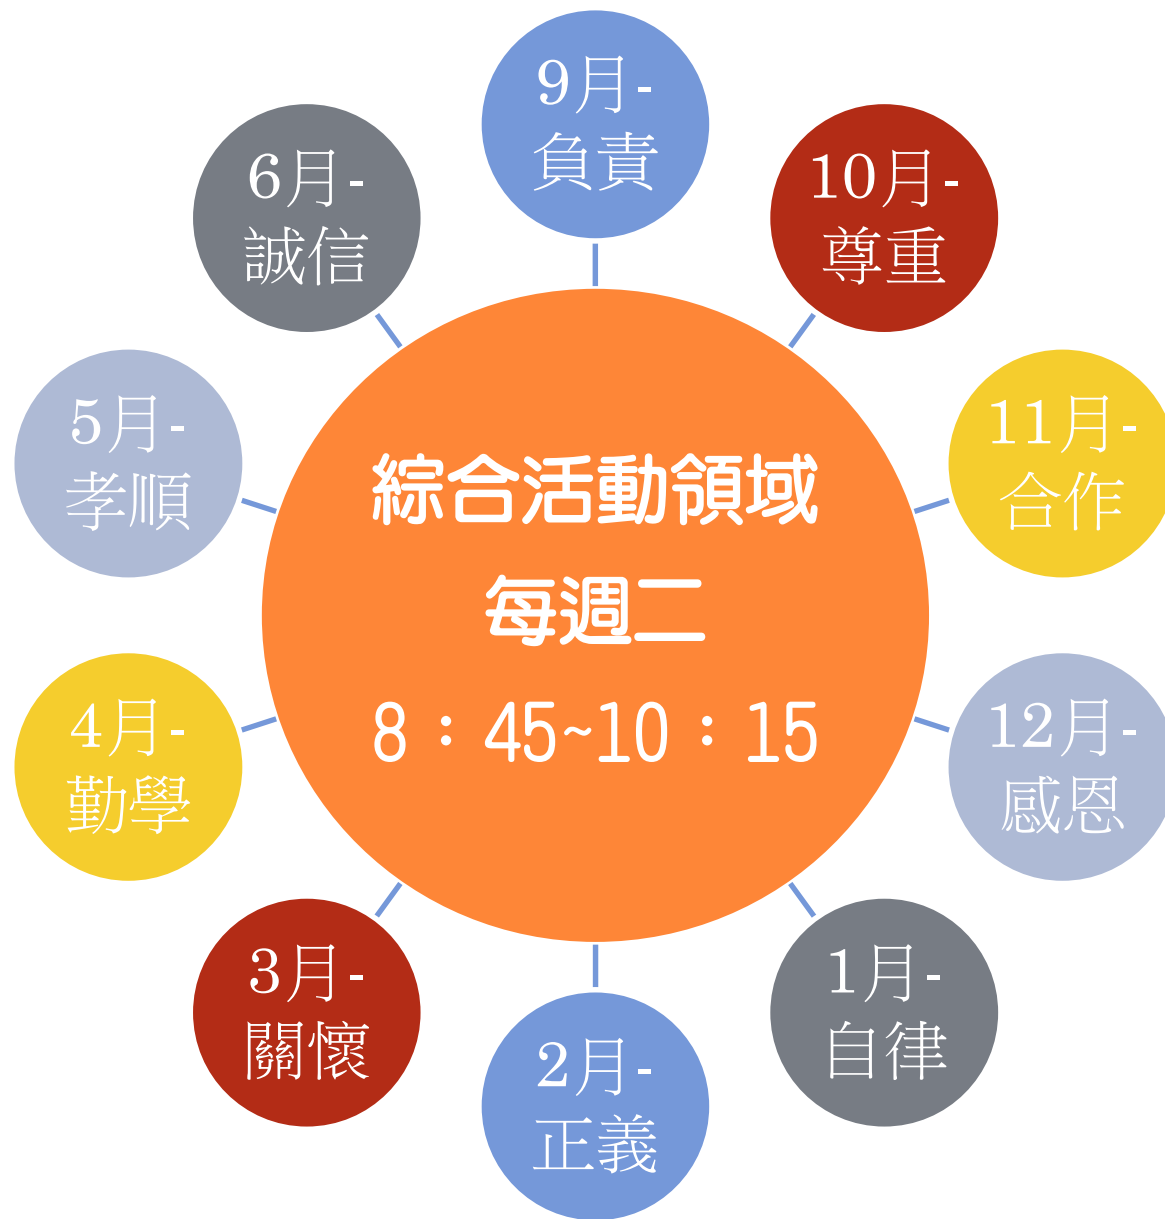 綜合活動領域
每週二
8：45~10：15
9月-
負責
10月-
尊重
11月-
合作
12月-
感恩
1月-
自律
2月-
正義
3月-
關懷
4月-
勤學
5月-
孝順
6月-
誠信